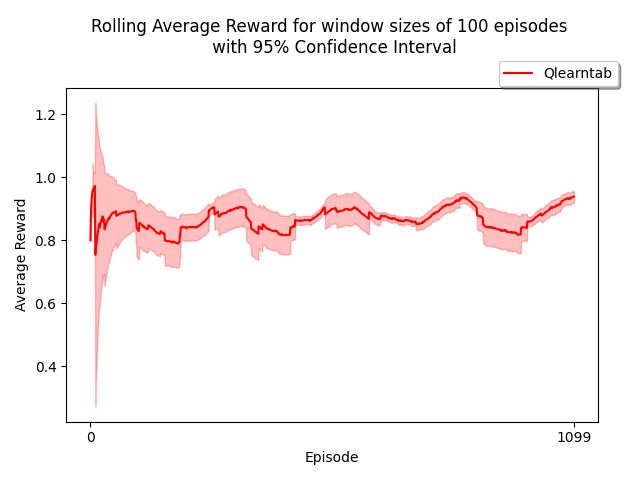 Rolling Average Reward for window sizes of 100 episodes
with 95% Confidence Interval
Qlearntab
1.2
1.0
0.8
0.6
0.4
Average Reward
0
1099
Episode